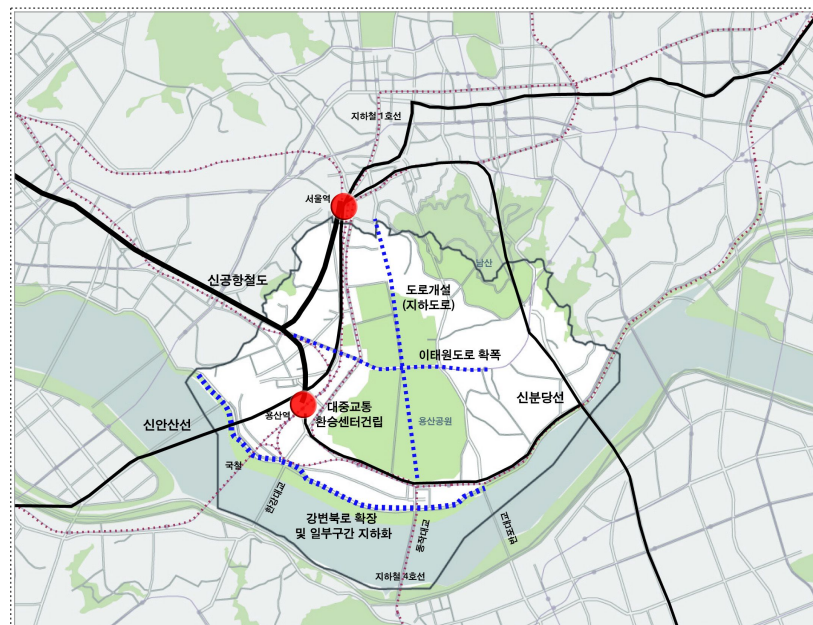 지하철 1호선
서울역
남산
신공항철도
도로개설
(지하도로)
이태원도로 확폭
신분당선
대중교통
환승센터건립
용산역
용산공원
신안산선
국철
한강대교
강변북로 확장
및 일부구간 지하화
동작대교
반포대교
지하철 4호선